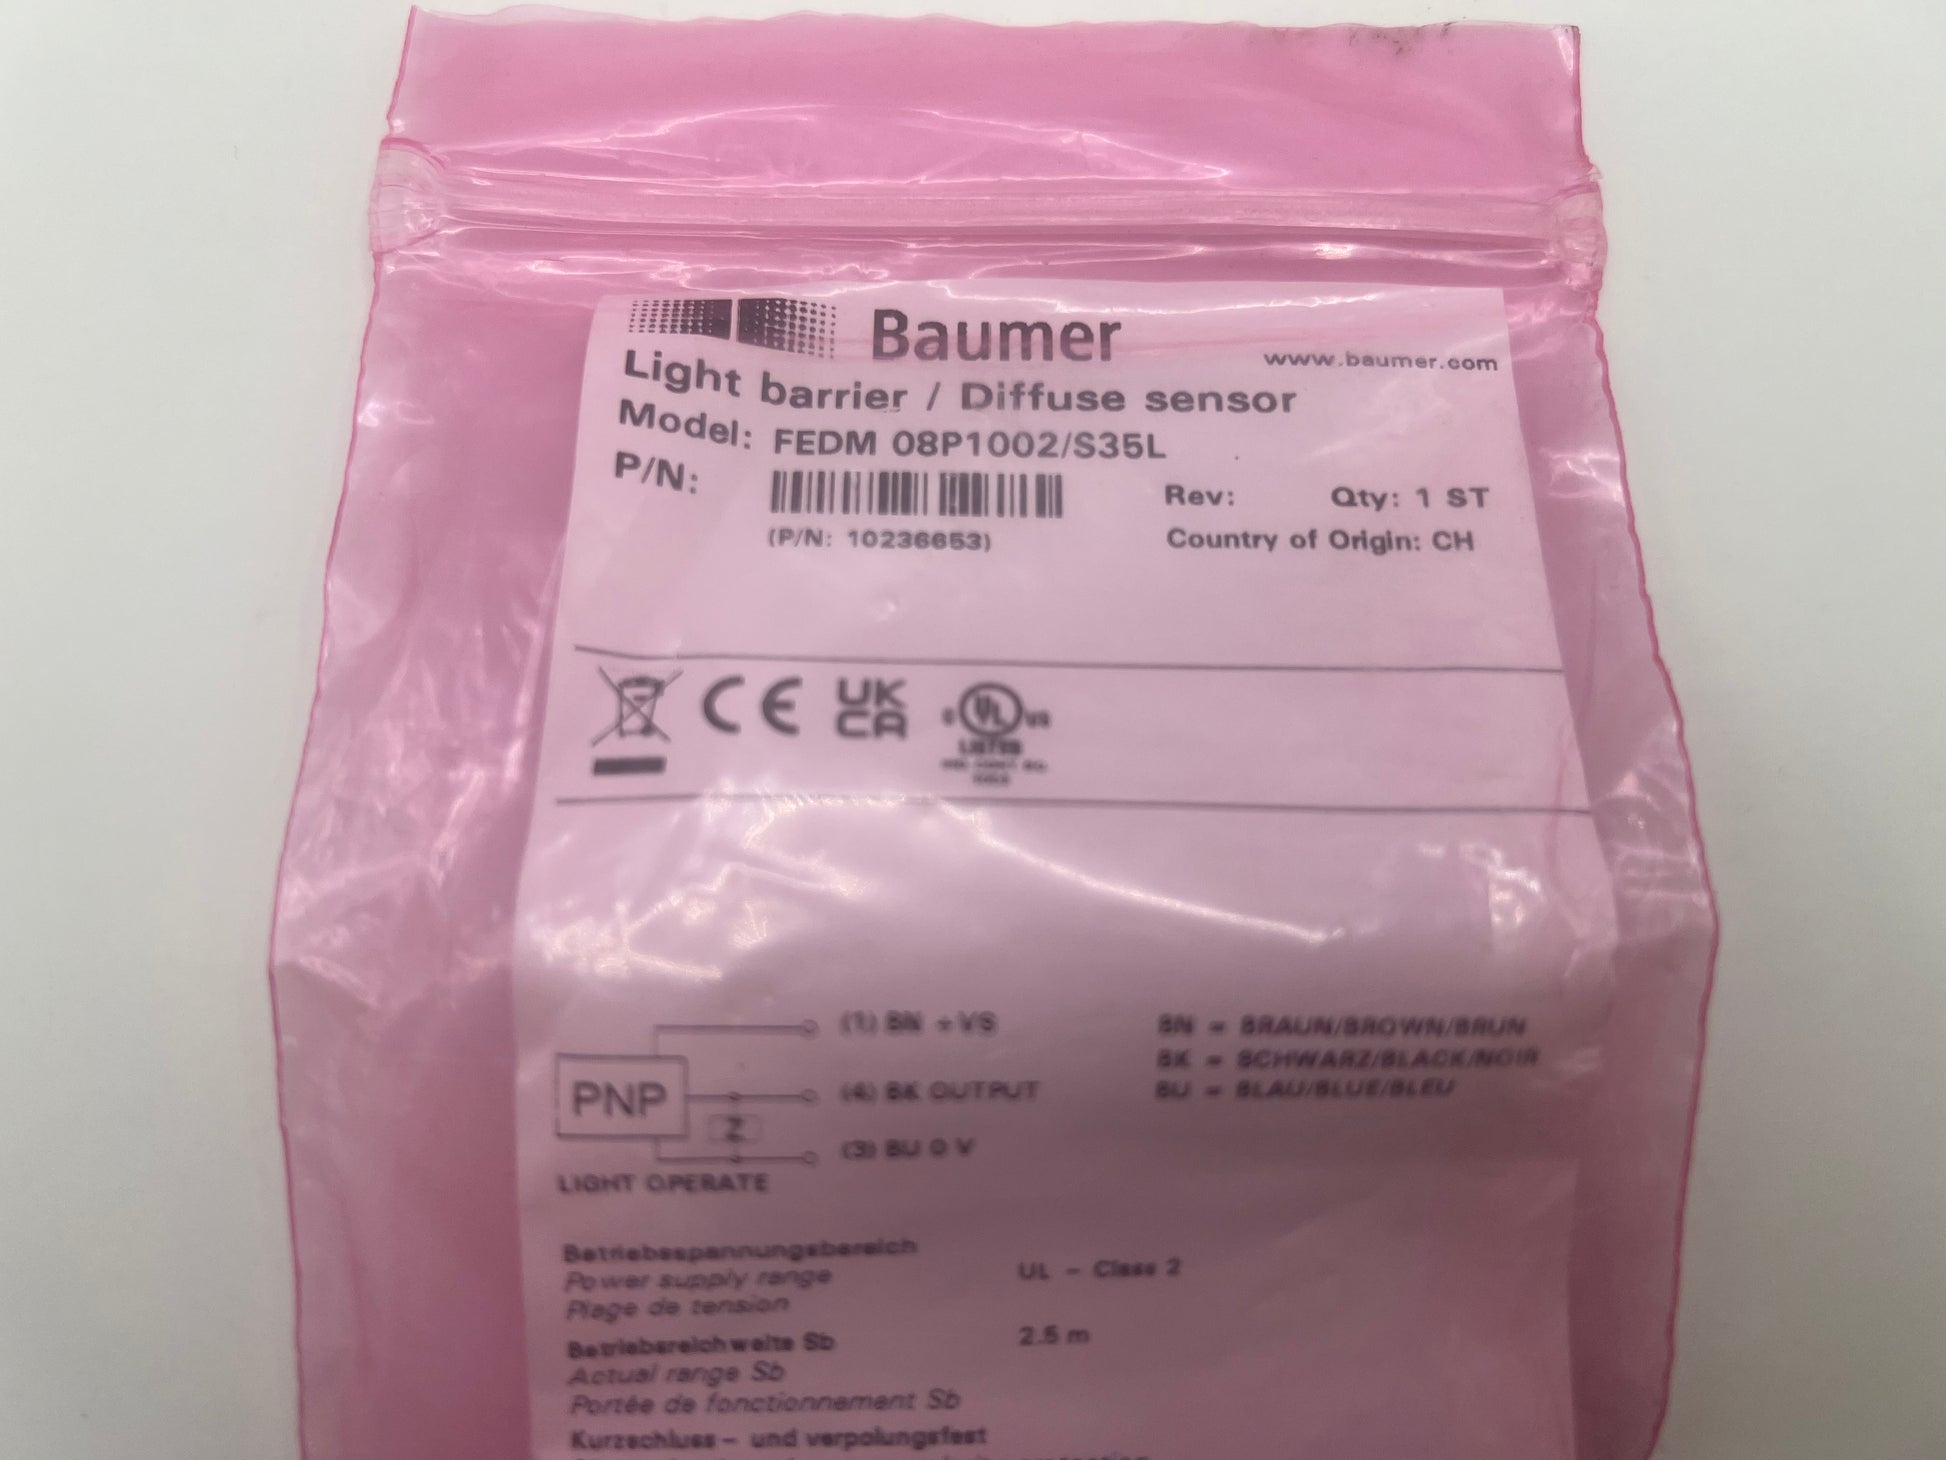 Baumer
www.baumer.com
Light barrier / Diffuse sensor
Model: FEDM 08P1002/S35L
P/N:
Rev: Qty: 1 ST
(P/N: 10236653)
Country of Origin: CH
CE UK CA
C UL US
LISTED
(1) BN +VS
BN = BRAUN/BROWN/BRUN
PNP
(4) BK OUTPUT
BK = SCHWARZ/BLACK/NOIR
Z
BU = BLAU/BLUE/BLEU
(3) BU 0 V
LIGHT OPERATE
Betriebsspannungsbereich
Power supply range
UL - Class 2
Plage de tension
Betriebsreichweite Sb
2.5 m
Actual range Sb
Portée de fonctionnement Sb
Kurzschluss- und verpolungsfest